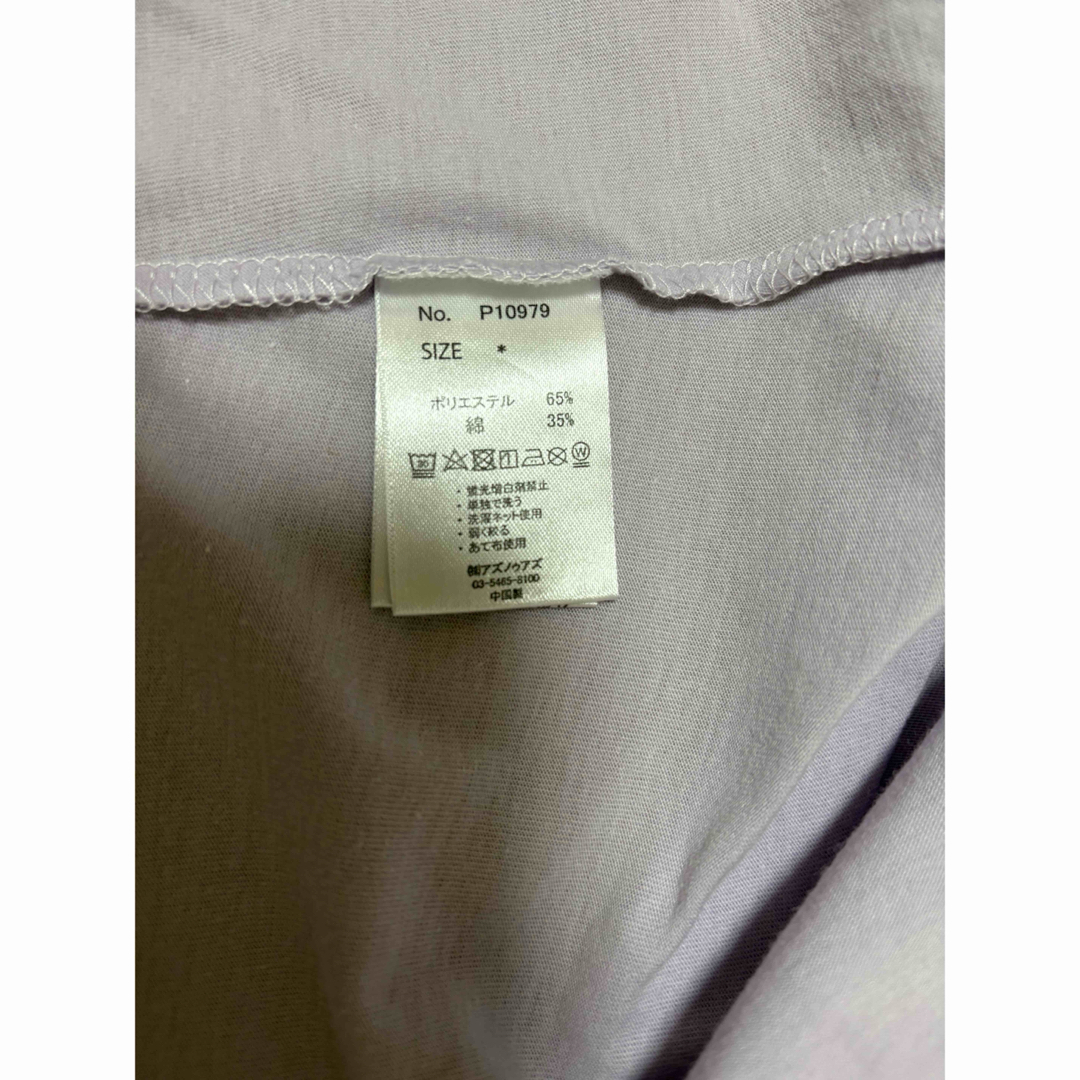 No. P10979
SIZE *
ポリエステル 65%
綿 35%
・蛍光増白剤禁止
・単独で洗う
・洗濯ネット使用
・弱く絞る
・あて布使用
㈲アズノゥアズ
03-5465-8100
中国製